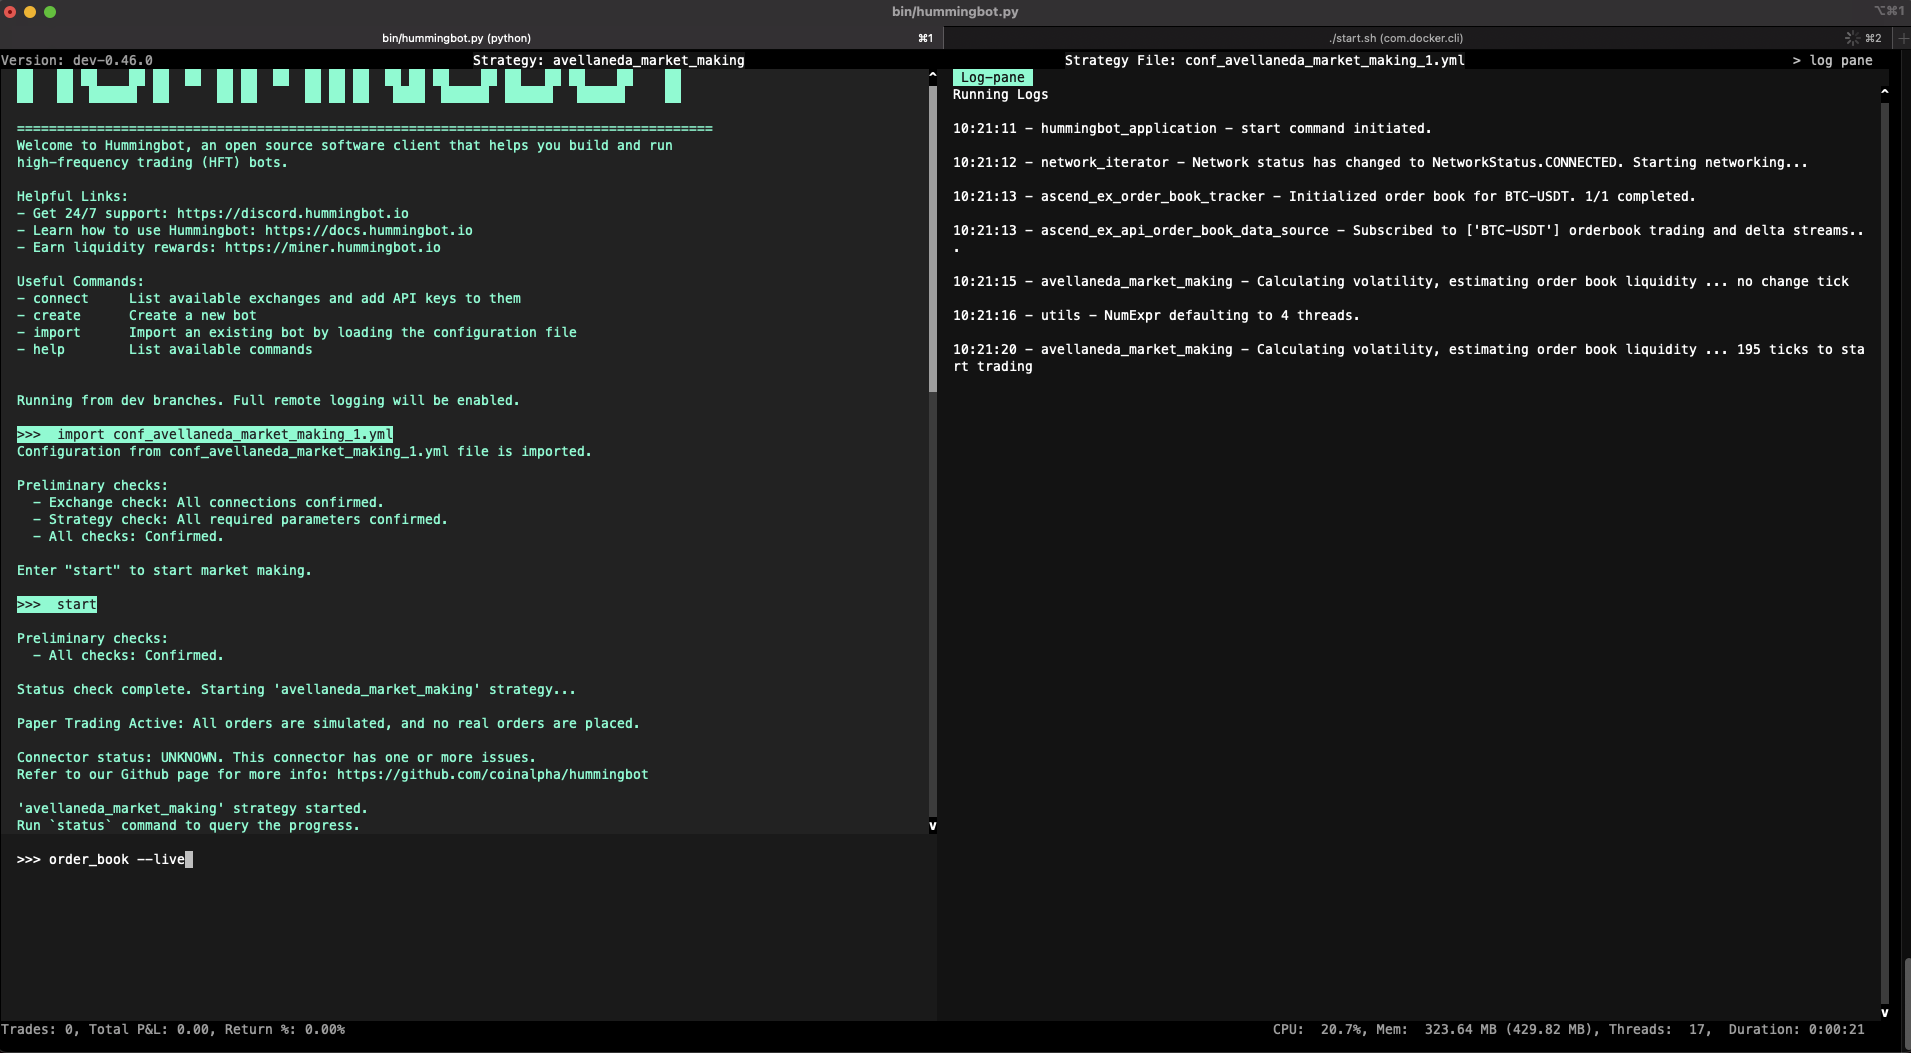 bin/hummingbot.py
⌥⌘1
bin/hummingbot.py (python)
⌘1
./start.sh (com.docker.cli)
⌘2
Version: dev-0.46.0
Strategy: avellaneda_market_making
Strategy File: conf_avellaneda_market_making_1.yml
> log pane
================================================================================
Welcome to Hummingbot, an open source software client that helps you build and run
high-frequency trading (HFT) bots.
Helpful Links:
- Get 24/7 support: https://discord.hummingbot.io
- Learn how to use Hummingbot: https://docs.hummingbot.io
- Earn liquidity rewards: https://miner.hummingbot.io
Useful Commands:
- connect     List available exchanges and add API keys to them
- create      Create a new bot
- import      Import an existing bot by loading the configuration file
- help        List available commands
Running from dev branches. Full remote logging will be enabled.
>>>  import conf_avellaneda_market_making_1.yml
Configuration from conf_avellaneda_market_making_1.yml file is imported.
Preliminary checks:
- Exchange check: All connections confirmed.
- Strategy check: All required parameters confirmed.
- All checks: Confirmed.
Enter "start" to start market making.
>>>  start
Preliminary checks:
- All checks: Confirmed.
Status check complete. Starting 'avellaneda_market_making' strategy...
Paper Trading Active: All orders are simulated, and no real orders are placed.
Connector status: UNKNOWN. This connector has one or more issues.
Refer to our Github page for more info: https://github.com/coinalpha/hummingbot
'avellaneda_market_making' strategy started.
Run `status` command to query the progress.
>>> order_book --live
Log-pane
Running Logs
10:21:11 - hummingbot_application - start command initiated.
10:21:12 - network_iterator - Network status has changed to NetworkStatus.CONNECTED. Starting networking...
10:21:13 - ascend_ex_order_book_tracker - Initialized order book for BTC-USDT. 1/1 completed.
10:21:13 - ascend_ex_api_order_book_data_source - Subscribed to ['BTC-USDT'] orderbook trading and delta streams..
.
10:21:15 - avellaneda_market_making - Calculating volatility, estimating order book liquidity ... no change tick
10:21:16 - utils - NumExpr defaulting to 4 threads.
10:21:20 - avellaneda_market_making - Calculating volatility, estimating order book liquidity ... 195 ticks to sta
rt trading
Trades: 0, Total P&L: 0.00, Return %: 0.00%
CPU:  20.7%, Mem:  323.64 MB (429.82 MB), Threads:  17,  Duration: 0:00:21